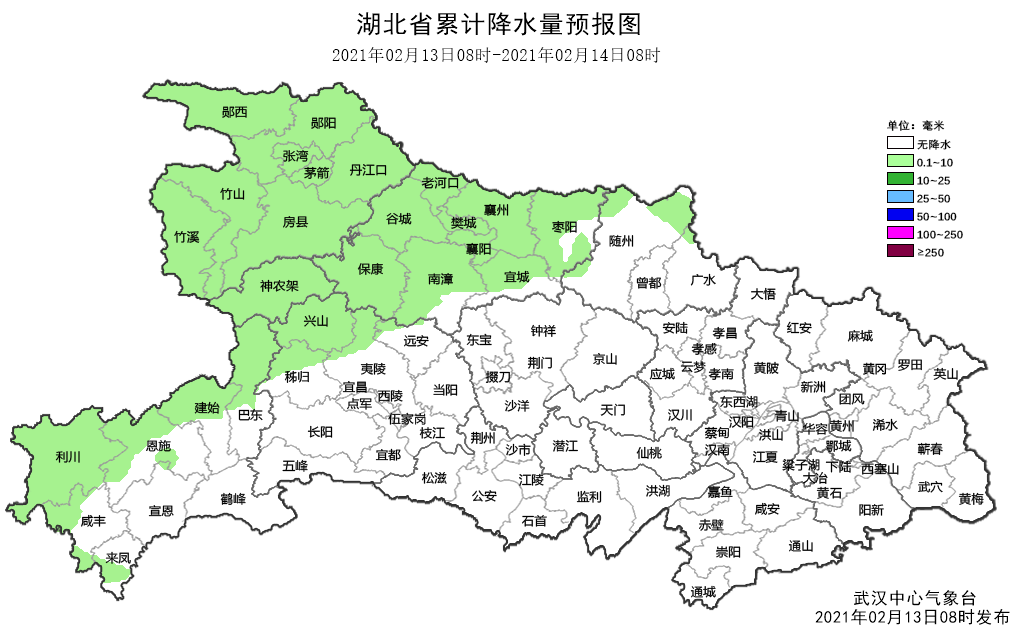 湖北省累计降水量预报图
2021年02月13日08时-2021年02月14日08时
单位：毫米
无降水
0.1~10
10~25
25~50
50~100
100~250
≥250
郧西
郧阳
张湾
茅箭
丹江口
竹山
竹溪
房县
老河口
谷城
襄州
樊城
襄阳
枣阳
随州
保康
南漳
宜城
神农架
曾都
广水
大悟
兴山
远安
东宝
钟祥
安陆
孝昌
红安
麻城
孝感
荆门
京山
云梦
秭归
夷陵
掇刀
应城
孝南
黄陂
黄冈
罗田
英山
宜昌
西陵
当阳
新洲
点军
沙洋
天门
汉川
东西湖
团风
建始
巴东
伍家岗
汉阳
青山
浠水
长阳
枝江
荆州
蔡甸
洪山
华容
黄州
恩施
沙市
潜江
仙桃
汉南
江夏
鄂城
蕲春
利川
五峰
宜都
梁子湖
下陆
西塞山
松滋
江陵
大冶
鹤峰
公安
监利
洪湖
嘉鱼
黄石
武穴
黄梅
咸丰
宣恩
石首
赤壁
咸安
阳新
来凤
崇阳
通山
通城
武汉中心气象台
2021年02月13日08时发布